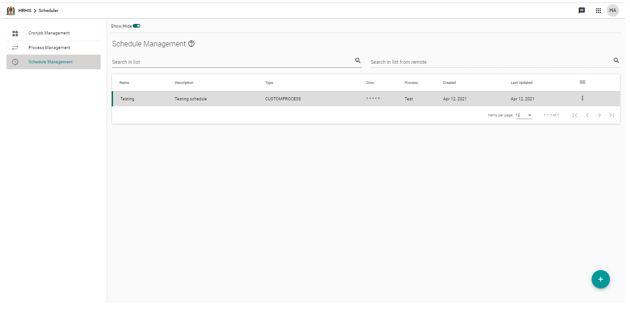 HRHIS > Scheduler
HA
Cronjob Management
Process Management
Schedule Management
Show/Hide
Schedule Management
Search in list
Search in list from remote
Name Description Type Cron Process Created Last Updated
Testing Testing schedule CUSTOMPROCESS * * * * * Test Apr 12, 2021 Apr 12, 2021
Items per page: 10 1 – 1 of 1